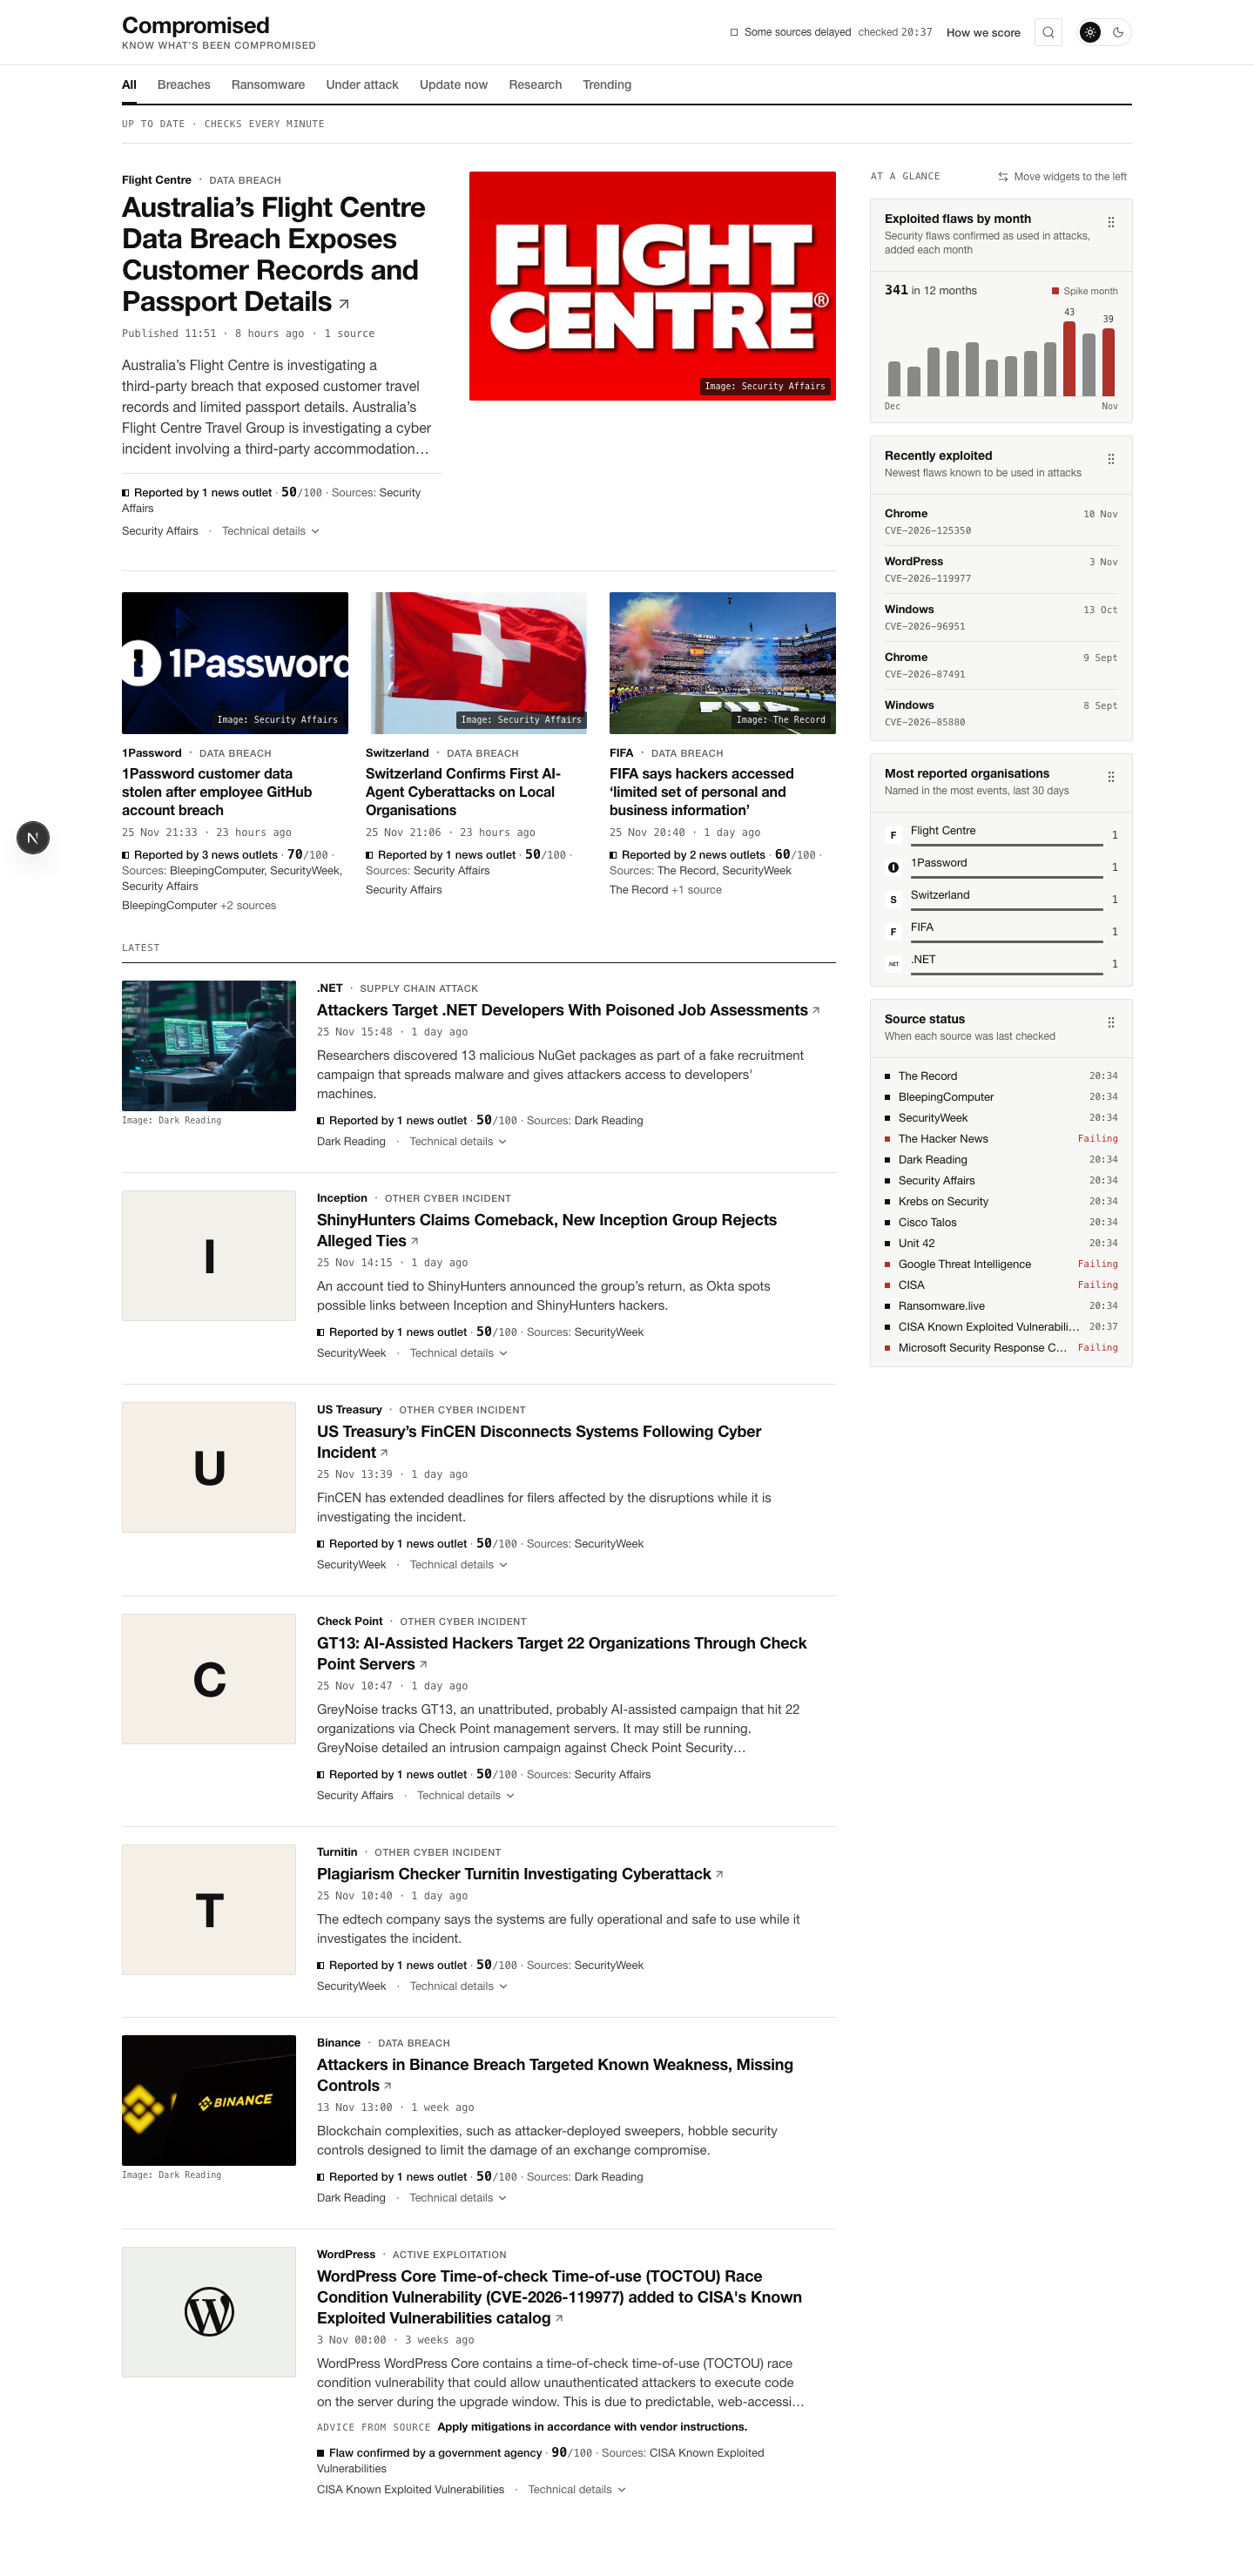 Compromised
KNOW WHAT'S BEEN COMPROMISED
Some sources delayed checked 20:37 How we score
All Breaches Ransomware Under attack Update now Research Trending
UP TO DATE · CHECKS EVERY MINUTE
Flight Centre · DATA BREACH
Australia’s Flight Centre
Data Breach Exposes
Customer Records and
Passport Details
Published 11:51 · 8 hours ago · 1 source
Australia’s Flight Centre is investigating a
third-party breach that exposed customer travel
records and limited passport details. Australia’s
Flight Centre Travel Group is investigating a cyber
incident involving a third-party accommodation…
Reported by 1 news outlet · 50/100 · Sources: Security
Affairs
Security Affairs · Technical details
FLIGHT
CENTRE®
Image: Security Affairs
1Password
Image: Security Affairs
1Password · DATA BREACH
1Password customer data
stolen after employee GitHub
account breach
25 Nov 21:33 · 23 hours ago
Reported by 3 news outlets · 70/100 ·
Sources: BleepingComputer, SecurityWeek,
Security Affairs
BleepingComputer +2 sources
Image: Security Affairs
Switzerland · DATA BREACH
Switzerland Confirms First AI-
Agent Cyberattacks on Local
Organisations
25 Nov 21:06 · 23 hours ago
Reported by 1 news outlet · 50/100 ·
Sources: Security Affairs
Security Affairs
Image: The Record
FIFA · DATA BREACH
FIFA says hackers accessed
‘limited set of personal and
business information’
25 Nov 20:40 · 1 day ago
Reported by 2 news outlets · 60/100 ·
Sources: The Record, SecurityWeek
The Record +1 source
LATEST
Image: Dark Reading
.NET · SUPPLY CHAIN ATTACK
Attackers Target .NET Developers With Poisoned Job Assessments
25 Nov 15:48 · 1 day ago
Researchers discovered 13 malicious NuGet packages as part of a fake recruitment
campaign that spreads malware and gives attackers access to developers'
machines.
Reported by 1 news outlet · 50/100 · Sources: Dark Reading
Dark Reading · Technical details
I
Inception · OTHER CYBER INCIDENT
ShinyHunters Claims Comeback, New Inception Group Rejects
Alleged Ties
25 Nov 14:15 · 1 day ago
An account tied to ShinyHunters announced the group’s return, as Okta spots
possible links between Inception and ShinyHunters hackers.
Reported by 1 news outlet · 50/100 · Sources: SecurityWeek
SecurityWeek · Technical details
U
US Treasury · OTHER CYBER INCIDENT
US Treasury’s FinCEN Disconnects Systems Following Cyber
Incident
25 Nov 13:39 · 1 day ago
FinCEN has extended deadlines for filers affected by the disruptions while it is
investigating the incident.
Reported by 1 news outlet · 50/100 · Sources: SecurityWeek
SecurityWeek · Technical details
C
Check Point · OTHER CYBER INCIDENT
GT13: AI-Assisted Hackers Target 22 Organizations Through Check
Point Servers
25 Nov 10:47 · 1 day ago
GreyNoise tracks GT13, an unattributed, probably AI-assisted campaign that hit 22
organizations via Check Point management servers. It may still be running.
GreyNoise detailed an intrusion campaign against Check Point Security…
Reported by 1 news outlet · 50/100 · Sources: Security Affairs
Security Affairs · Technical details
T
Turnitin · OTHER CYBER INCIDENT
Plagiarism Checker Turnitin Investigating Cyberattack
25 Nov 10:40 · 1 day ago
The edtech company says the systems are fully operational and safe to use while it
investigates the incident.
Reported by 1 news outlet · 50/100 · Sources: SecurityWeek
SecurityWeek · Technical details
BINANCE
Image: Dark Reading
Binance · DATA BREACH
Attackers in Binance Breach Targeted Known Weakness, Missing
Controls
13 Nov 13:00 · 1 week ago
Blockchain complexities, such as attacker-deployed sweepers, hobble security
controls designed to limit the damage of an exchange compromise.
Reported by 1 news outlet · 50/100 · Sources: Dark Reading
Dark Reading · Technical details
WordPress · ACTIVE EXPLOITATION
WordPress Core Time-of-check Time-of-use (TOCTOU) Race
Condition Vulnerability (CVE-2026-119977) added to CISA's Known
Exploited Vulnerabilities catalog
3 Nov 00:00 · 3 weeks ago
WordPress WordPress Core contains a time-of-check time-of-use (TOCTOU) race
condition vulnerability that could allow unauthenticated attackers to execute code
on the server during the upgrade window. This is due to predictable, web-accessi…
ADVICE FROM SOURCE Apply mitigations in accordance with vendor instructions.
Flaw confirmed by a government agency · 90/100 · Sources: CISA Known Exploited
Vulnerabilities
CISA Known Exploited Vulnerabilities · Technical details
AT A GLANCE Move widgets to the left
Exploited flaws by month
Security flaws confirmed as used in attacks,
added each month
341 in 12 months Spike month
43
39
Dec Nov
Recently exploited
Newest flaws known to be used in attacks
Chrome 10 Nov
CVE-2026-125350
WordPress 3 Nov
CVE-2026-119977
Windows 13 Oct
CVE-2026-96951
Chrome 9 Sept
CVE-2026-87491
Windows 8 Sept
CVE-2026-85880
Most reported organisations
Named in the most events, last 30 days
F Flight Centre 1
1Password 1
S Switzerland 1
F FIFA 1
.NET .NET 1
Source status
When each source was last checked
The Record 20:34
BleepingComputer 20:34
SecurityWeek 20:34
The Hacker News Failing
Dark Reading 20:34
Security Affairs 20:34
Krebs on Security 20:34
Cisco Talos 20:34
Unit 42 20:34
Google Threat Intelligence Failing
CISA Failing
Ransomware.live 20:34
CISA Known Exploited Vulnerabili… 20:37
Microsoft Security Response C… Failing